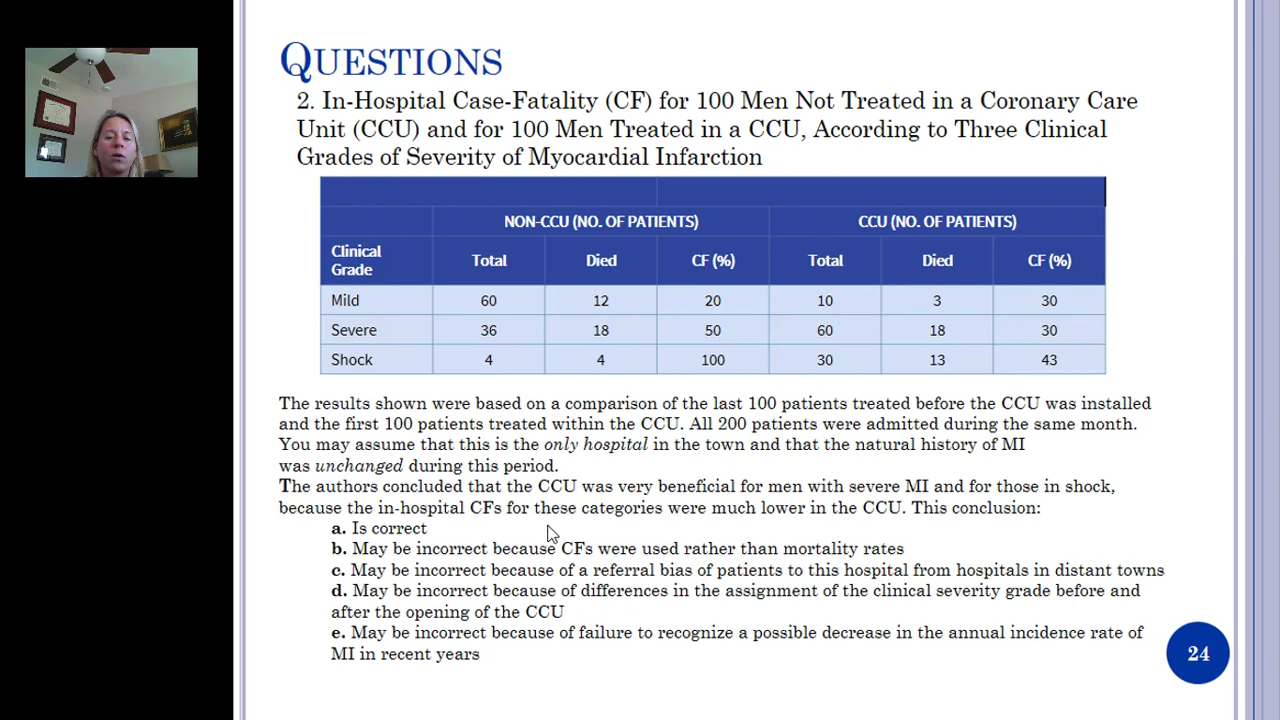 QUESTIONS
2. In-Hospital Case-Fatality (CF) for 100 Men Not Treated in a Coronary Care
Unit (CCU) and for 100 Men Treated in a CCU, According to Three Clinical
Grades of Severity of Myocardial Infarction
NON-CCU (NO. OF PATIENTS) CCU (NO. OF PATIENTS)
Clinical
Grade Total Died CF (%) Total Died CF (%)
Mild 60 12 20 10 3 30
Severe 36 18 50 60 18 30
Shock 4 4 100 30 13 43
The results shown were based on a comparison of the last 100 patients treated before the CCU was installed
and the first 100 patients treated within the CCU. All 200 patients were admitted during the same month.
You may assume that this is the only hospital in the town and that the natural history of MI
was unchanged during this period.
The authors concluded that the CCU was very beneficial for men with severe MI and for those in shock,
because the in-hospital CFs for these categories were much lower in the CCU. This conclusion:
a. Is correct
b. May be incorrect because CFs were used rather than mortality rates
c. May be incorrect because of a referral bias of patients to this hospital from hospitals in distant towns
d. May be incorrect because of differences in the assignment of the clinical severity grade before and
after the opening of the CCU
e. May be incorrect because of failure to recognize a possible decrease in the annual incidence rate of
MI in recent years
24